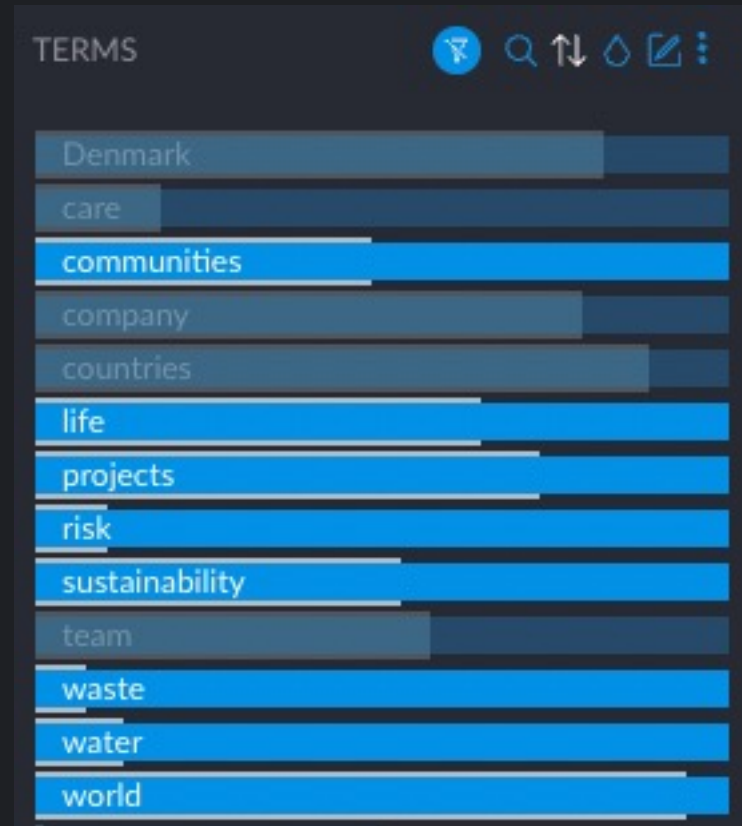 TERMS
Denmark
care
communities
company
countries
life
projects
risk
sustainability
team
waste
water
world